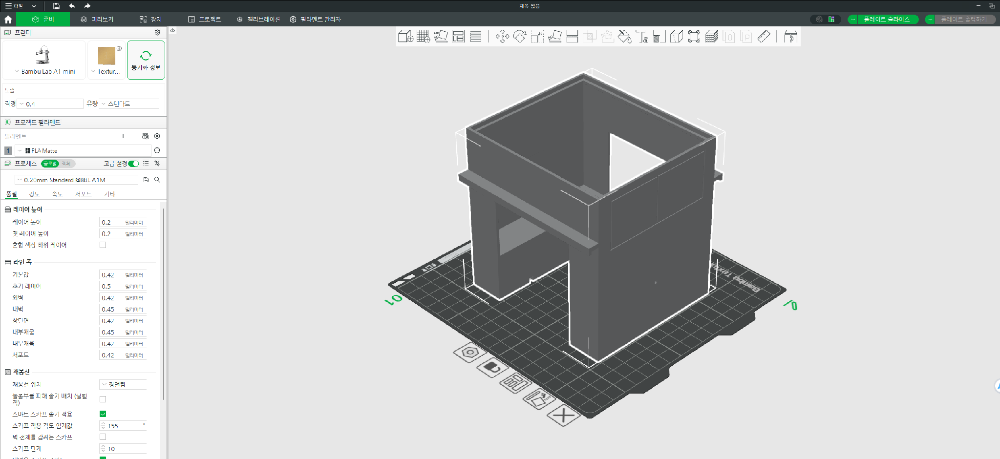 파일
제목 없음
준비
미리보기
장치
프로젝트
캘리브레이션
필라멘트 관리자
플레이트 슬라이스
플레이트 출력하기
프린터
Bambu Lab A1 mini
Textur...
동기화 정보
노즐
직경
0.4
유량
스탠다드
프로젝트 필라멘트
필라멘트
1
PLA Matte
프로세스
글로벌
객체
고급 설정
0.20mm Standard @BBL A1M
품질
강도
속도
서포트
기타
레이어 높이
레이어 높이
0.2
밀리미터
첫 레이어 높이
0.2
밀리미터
혼합 색상 하위 레이어
라인 폭
기본값
0.42
밀리미터
초기 레이어
0.5
밀리미터
외벽
0.42
밀리미터
내벽
0.45
밀리미터
상단면
0.42
밀리미터
내부채움
0.45
밀리미터
내부채움
0.42
밀리미터
서포트
0.42
밀리미터
재봉선
재봉선 위치
정렬됨
돌출부를 피해 솔기 배치 (실험
적)
스마트 스카프 솔기 적용
스카프 적용 각도 임계값
155
°
벽 전체를 감싸는 스카프
스카프 단계
10
01
Bambu Textu